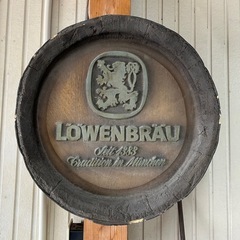 LÖWENBRÄU
Seit 1383
Tradition in München